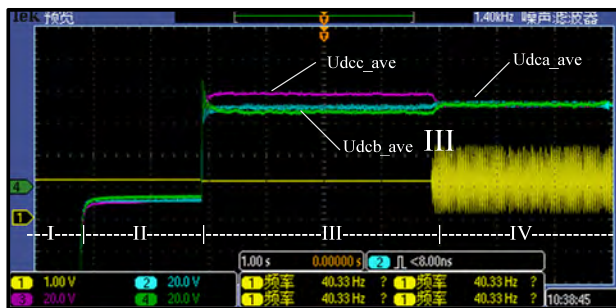 Tek 预览
1.40kHz 噪声滤波器
Udcc_ave
Udca_ave
Udcb_ave
III
4
1
I II III IV
1.00 s 0.00000 s
2 <8.00ns
1 1.00 V 2 20.0 V
3 20.0 V 4 20.0 V
1 频率 40.33 Hz ? 1 频率 40.33 Hz ?
1 频率 40.33 Hz ? 1 频率 40.33 Hz ?
10:38:45